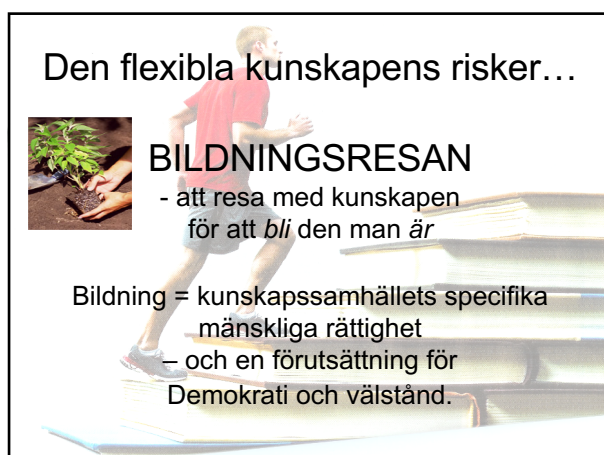 Den flexibla kunskapens risker…
BILDNINGSRESAN
- att resa med kunskapen
för att bli den man är
Bildning = kunskapssamhällets specifika
mänskliga rättighet
– och en förutsättning för
Demokrati och välstånd.